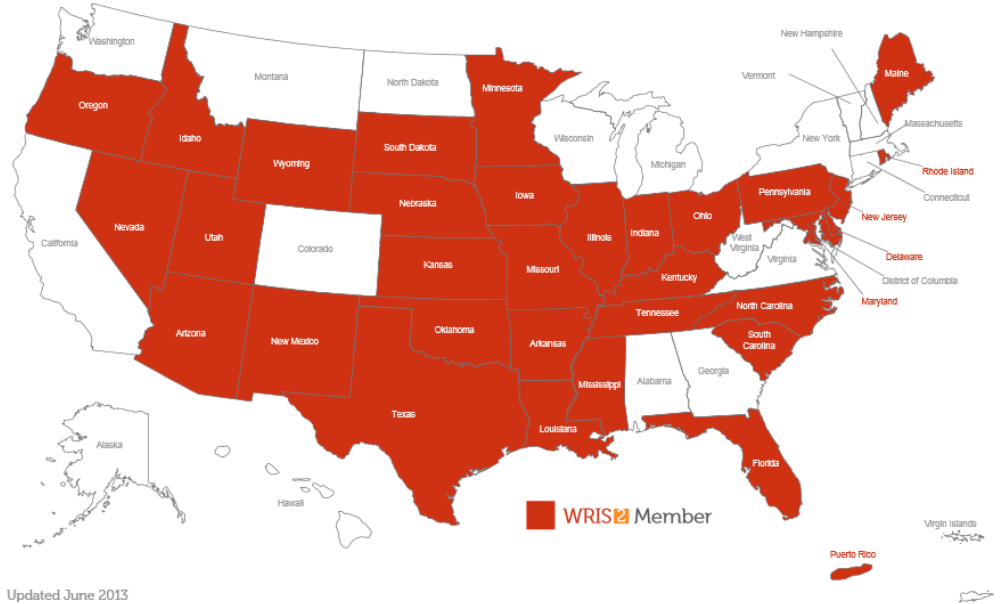 New Hampshire
Washington
Maine
Montana
Vermont
North Dakota
Minnesota
Oregon
Massachusetts
Idaho
Wisconsin
New York
South Dakota
Wyoming
Michigan
Rhode Island
Pennsylvania
Iowa
Connecticut
Nebraska
Ohio
New Jersey
Nevada
Utah
Illinois
Indiana
California
Colorado
West
Virginia
Virginia
Delaware
Kansas
Missouri
Kentucky
District of Columbia
Maryland
North Carolina
Tennessee
Arizona
New Mexico
Oklahoma
Arkansas
South
Carolina
Georgia
Alabama
Mississippi
Texas
Louisiana
Alaska
Florida
Hawaii
WRIS2 Member
Virgin Islands
Puerto Rico
Updated June 2013